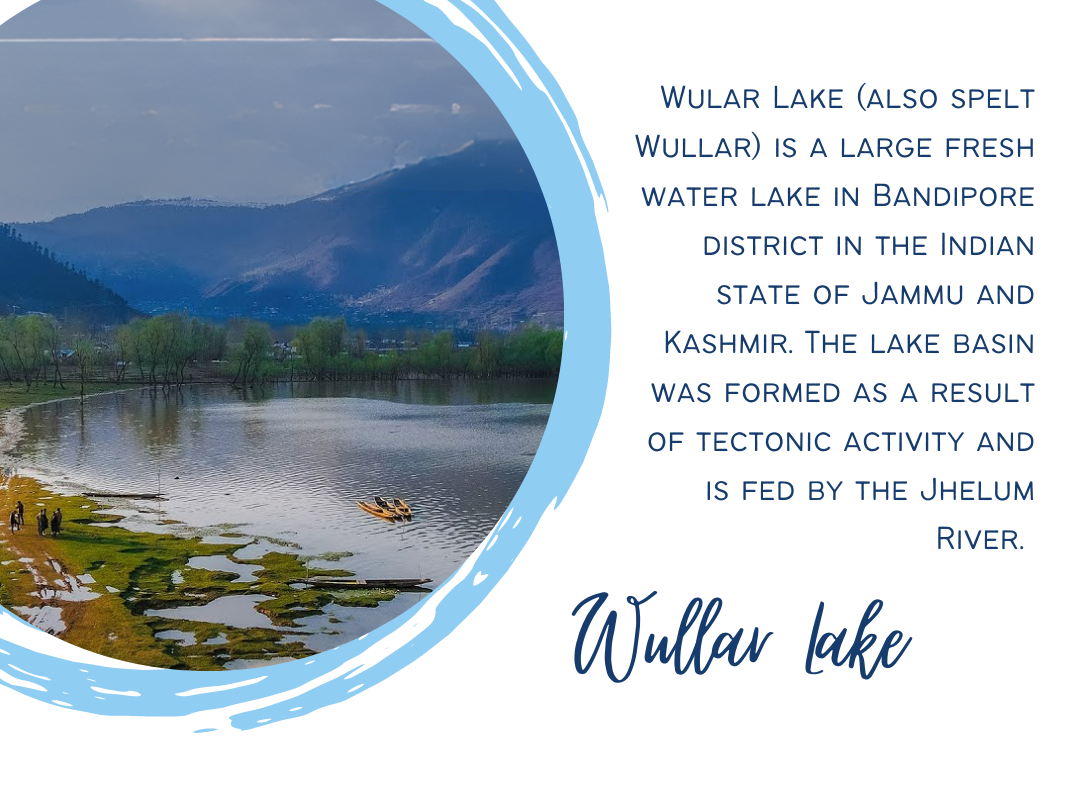 Wular Lake (also spelt
Wullar) is a large fresh
water lake in Bandipore
district in the Indian
state of Jammu and
Kashmir. The lake basin
was formed as a result
of tectonic activity and
is fed by the Jhelum
River.
Wullar Lake